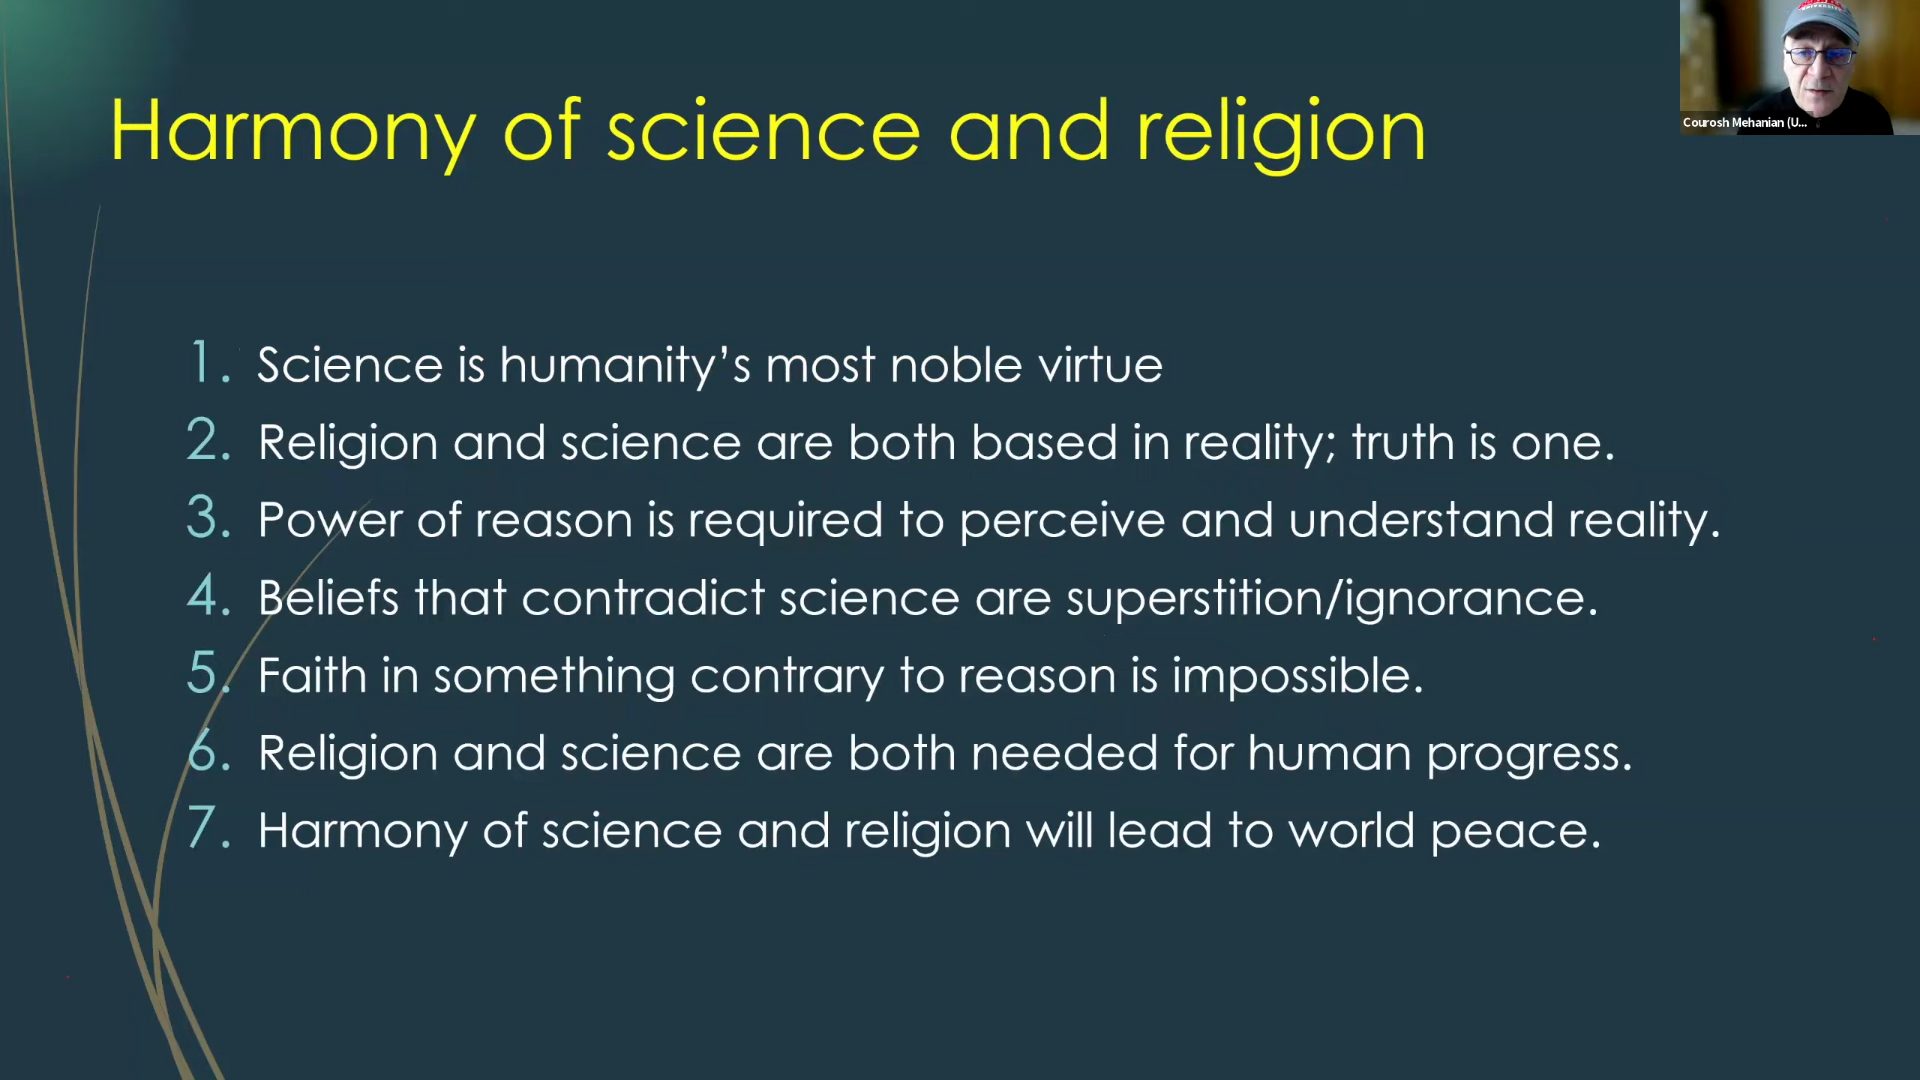 Harmony of science and religion
Courosh Mehanian (U...
1. Science is humanity’s most noble virtue
2. Religion and science are both based in reality; truth is one.
3. Power of reason is required to perceive and understand reality.
4. Beliefs that contradict science are superstition/ignorance.
5. Faith in something contrary to reason is impossible.
6. Religion and science are both needed for human progress.
7. Harmony of science and religion will lead to world peace.